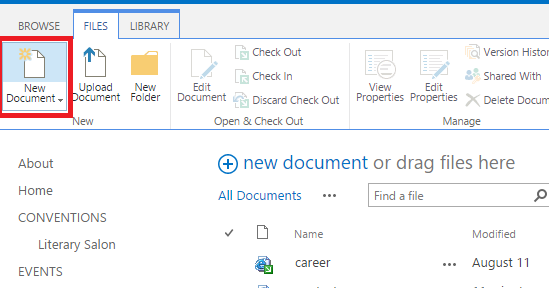 BROWSE FILES LIBRARY
New Document
Upload Document
New Folder
New
Edit Document
Check Out
Check In
Discard Check Out
Open & Check Out
View Properties
Edit Properties
Version Histor
Shared With
Delete Docum
Manage
About
Home
CONVENTIONS
Literary Salon
EVENTS
new document or drag files here
All Documents ••• Find a file
Name Modified
career ••• August 11